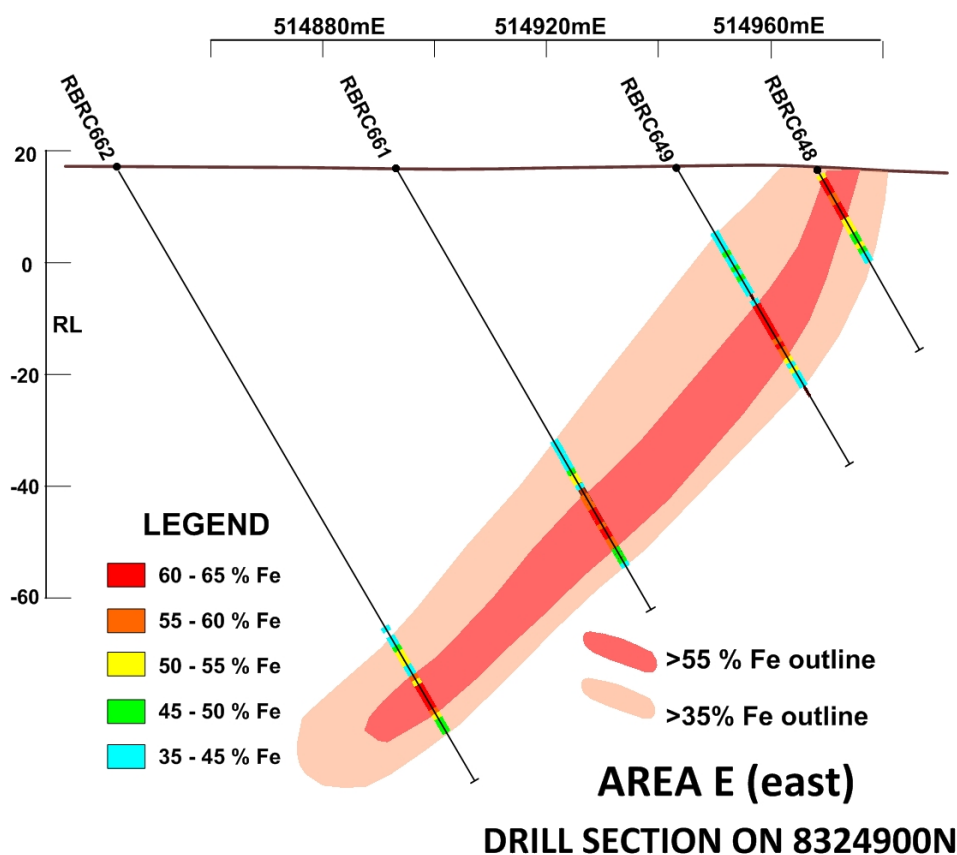 514880mE 514920mE 514960mE
RBRC662 RBRC661 RBRC649 RBRC648
20
0
RL
-20
-40
-60
LEGEND
60 - 65 % Fe
55 - 60 % Fe
50 - 55 % Fe
45 - 50 % Fe
35 - 45 % Fe
>55 % Fe outline
>35% Fe outline
AREA E (east)
DRILL SECTION ON 8324900N